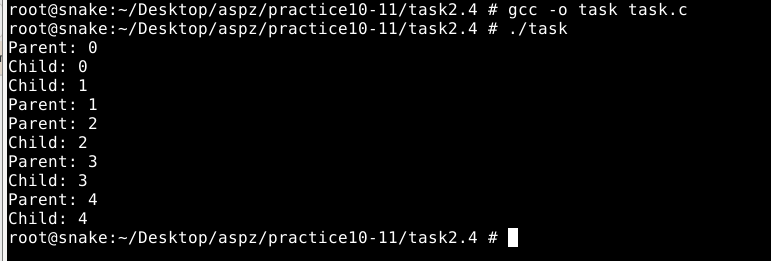 root@snake:~/Desktop/aspz/practice10-11/task2.4 # gcc -o task task.c
root@snake:~/Desktop/aspz/practice10-11/task2.4 # ./task
Parent: 0
Child: 0
Child: 1
Parent: 1
Parent: 2
Child: 2
Parent: 3
Child: 3
Parent: 4
Child: 4
root@snake:~/Desktop/aspz/practice10-11/task2.4 #